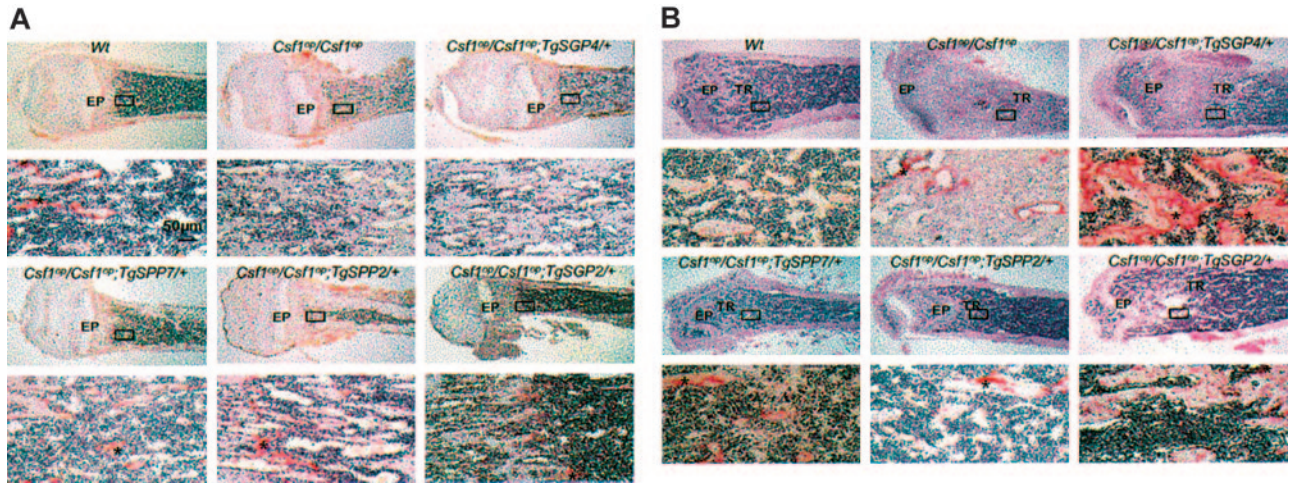 A
Wt
Csf1op/Csf1op
Csf1op/Csf1op;TgSGP4/+
EP
EP
EP
*
50µm
Csf1op/Csf1op;TgSPP7/+
Csf1op/Csf1op;TgSPP2/+
Csf1op/Csf1op;TgSGP2/+
EP
EP
EP
*
*
*
B
Wt
Csf1op/Csf1op
Csf1op/Csf1op;TgSGP4/+
EP TR
EP TR
EP TR
*
* *
Csf1op/Csf1op;TgSPP7/+
Csf1op/Csf1op;TgSPP2/+
Csf1op/Csf1op;TgSGP2/+
EP TR
EP TR
EP TR
*
*